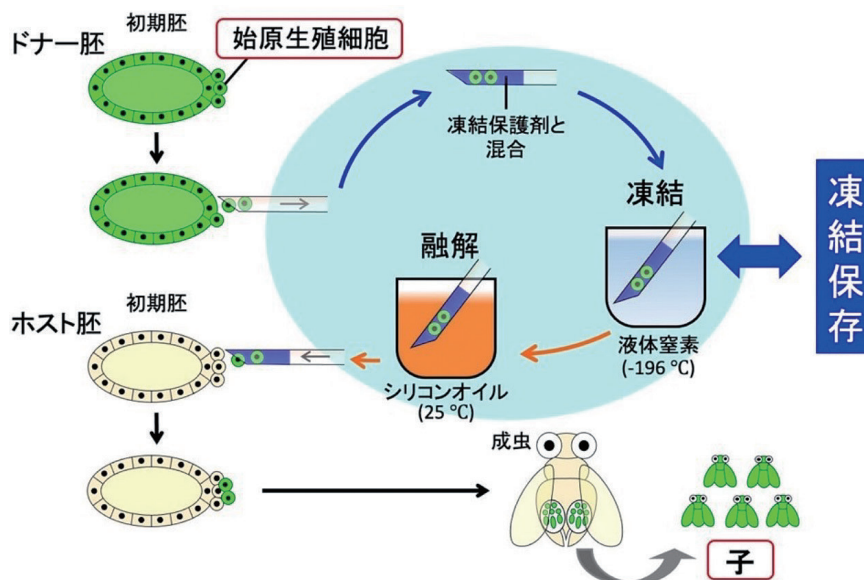 ドナー胚
初期胚
始原生殖細胞
凍結保護剤と
混合
凍結
液体窒素
(-196 ℃)
凍結保存
融解
シリコンオイル
(25 ℃)
ホスト胚
初期胚
成虫
子